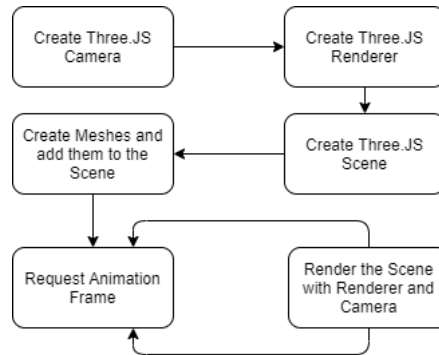 Create Three.JS
Camera
Create Three.JS
Renderer
Create Meshes and
add them to the
Scene
Create Three.JS
Scene
Request Animation
Frame
Render the Scene
with Renderer and
Camera